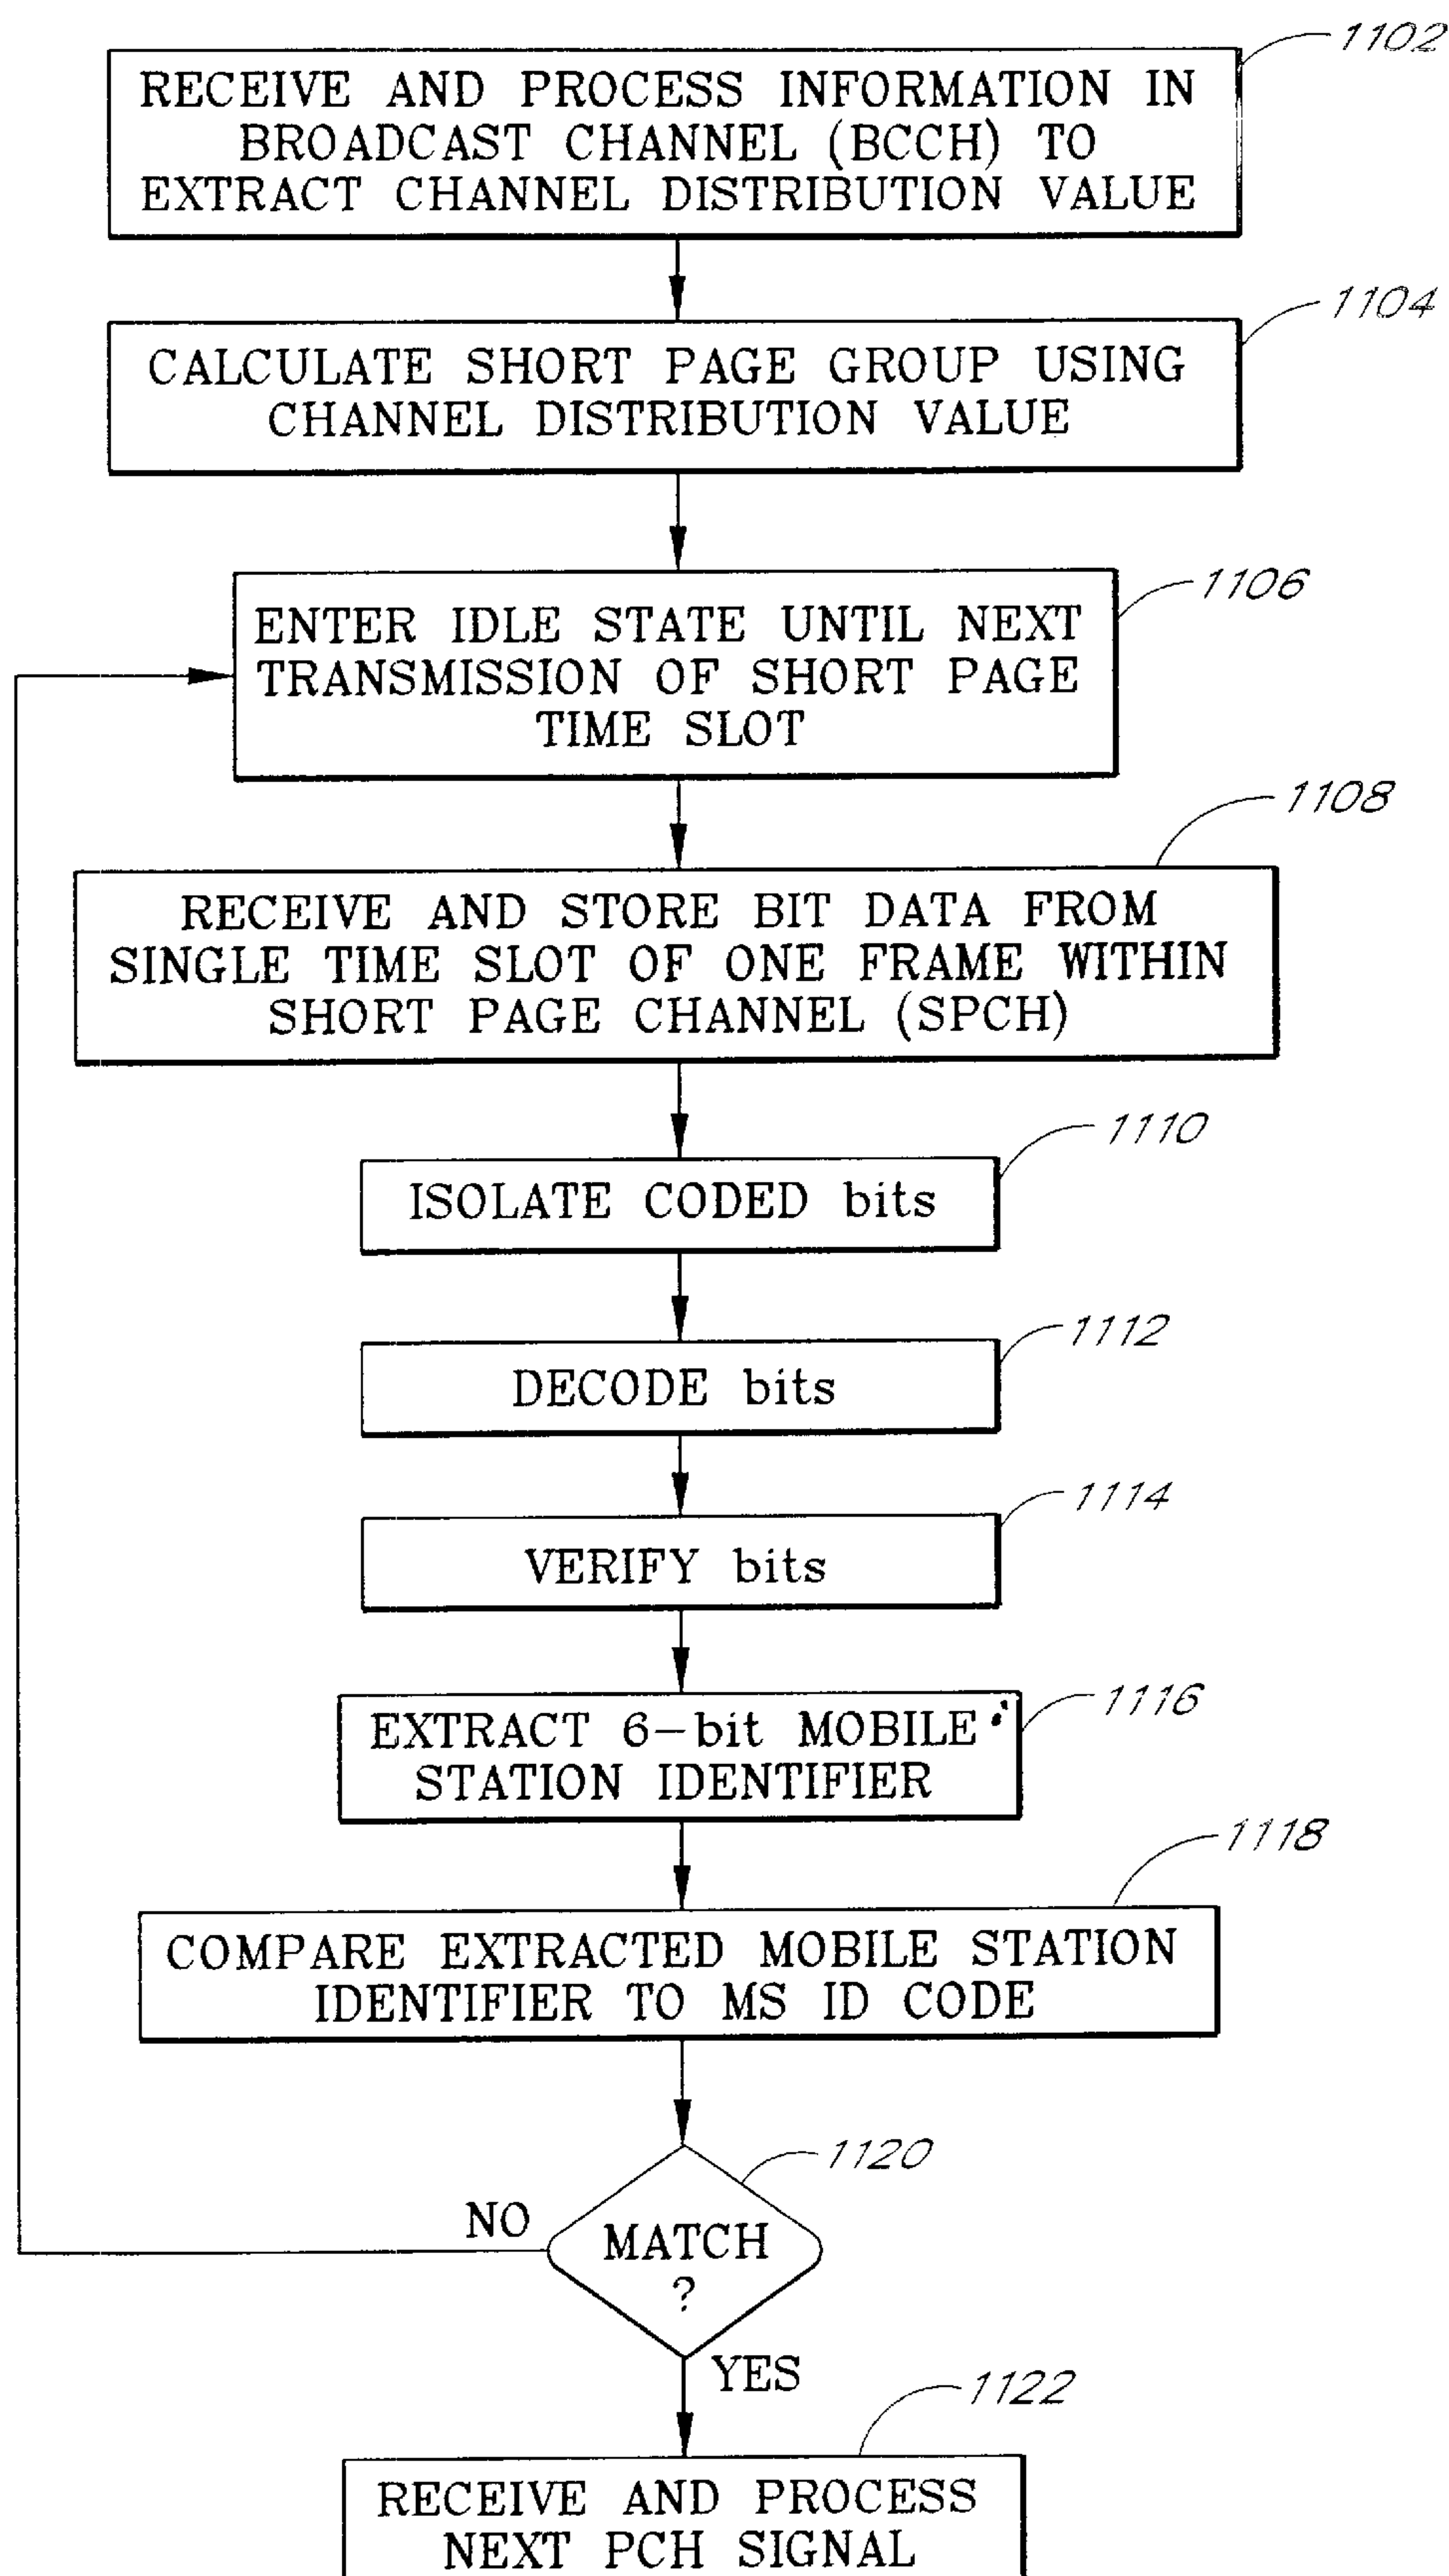 1102
RECEIVE AND PROCESS INFORMATION IN
BROADCAST CHANNEL (BCCH) TO
EXTRACT CHANNEL DISTRIBUTION VALUE
1104
CALCULATE SHORT PAGE GROUP USING
CHANNEL DISTRIBUTION VALUE
1106
ENTER IDLE STATE UNTIL NEXT
TRANSMISSION OF SHORT PAGE
TIME SLOT
1108
RECEIVE AND STORE BIT DATA FROM
SINGLE TIME SLOT OF ONE FRAME WITHIN
SHORT PAGE CHANNEL (SPCH)
1110
ISOLATE CODED bits
1112
DECODE bits
1114
VERIFY bits
1116
EXTRACT 6-bit MOBILE
STATION IDENTIFIER
1118
COMPARE EXTRACTED MOBILE STATION
IDENTIFIER TO MS ID CODE
1120
NO
MATCH
?
YES
1122
RECEIVE AND PROCESS
NEXT PCH SIGNAL